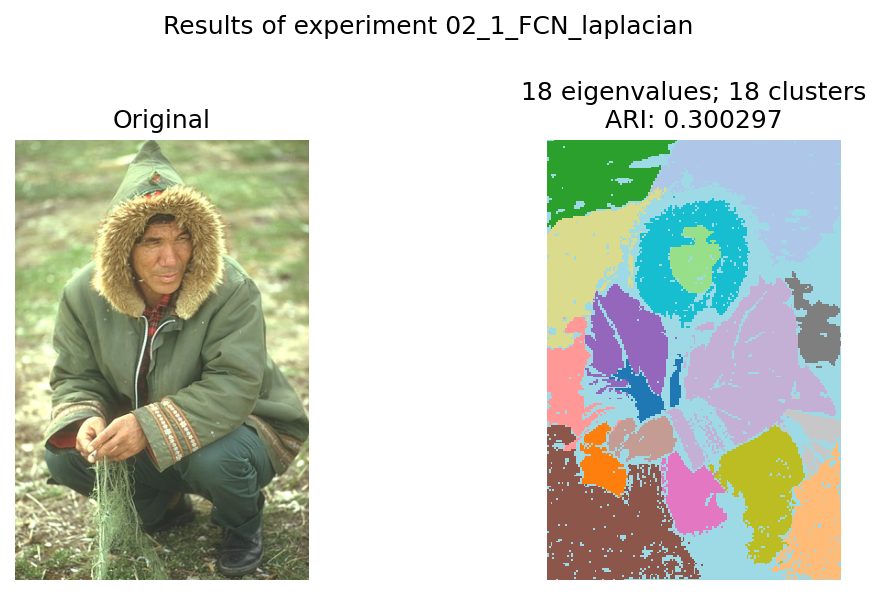 Results of experiment 02_1_FCN_laplacian
Original
18 eigenvalues; 18 clusters
ARI: 0.300297